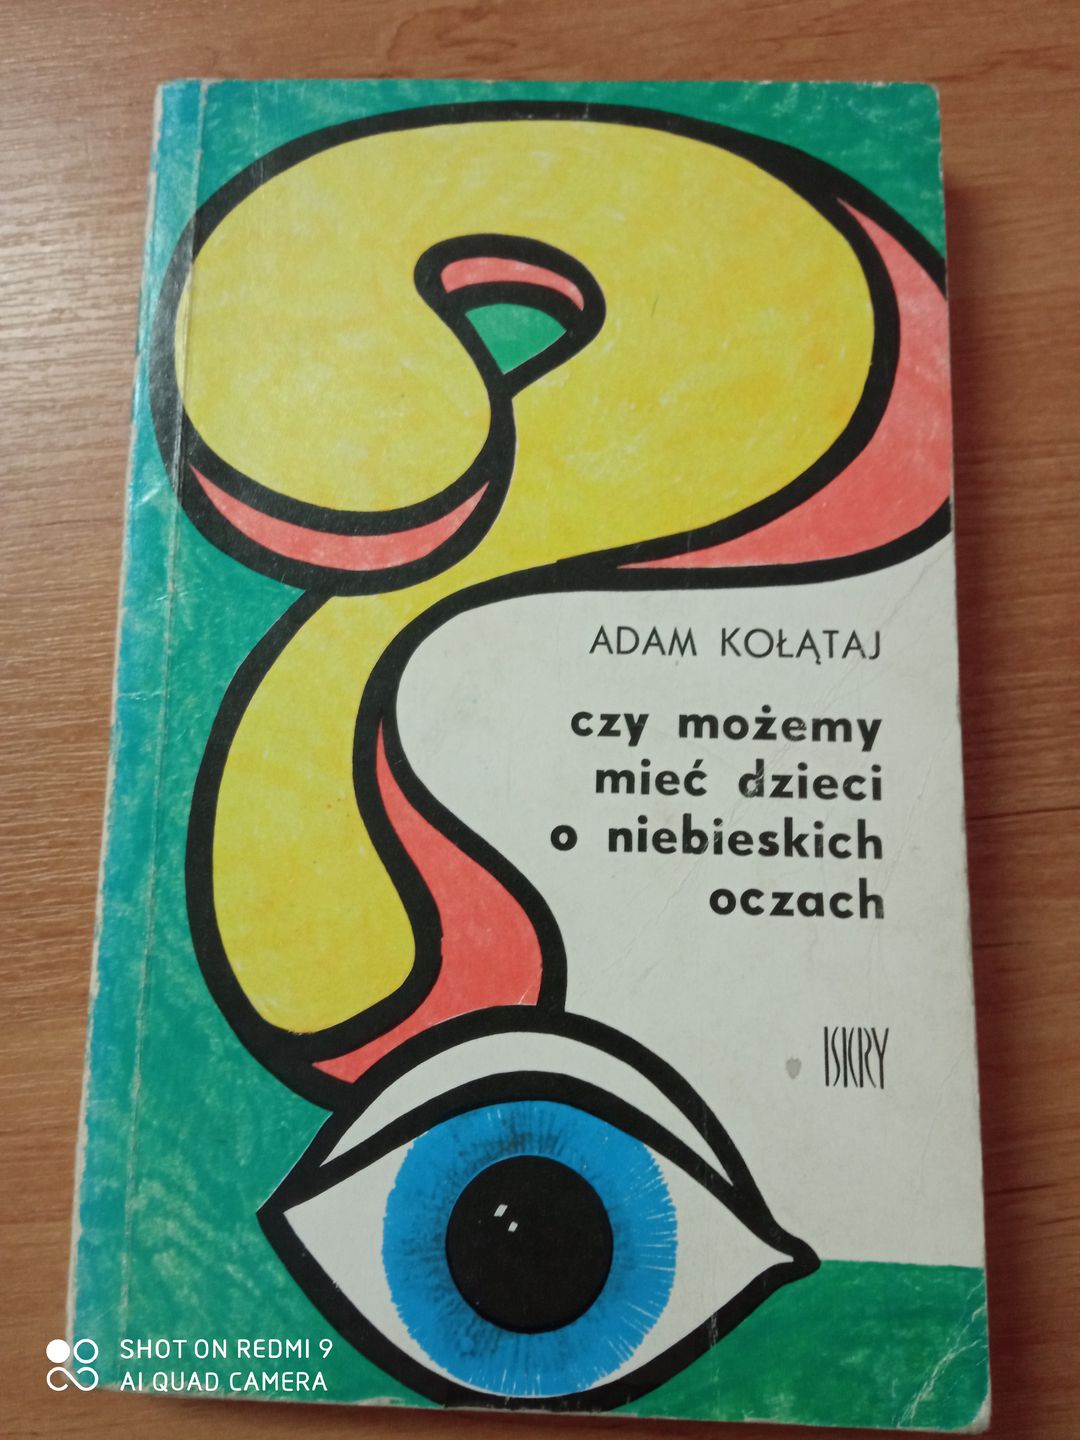 ADAM KOŁĄTAJ
czy możemy
mieć dzieci
o niebieskich
oczach
ISKRY
SHOT ON REDMI 9
AI QUAD CAMERA